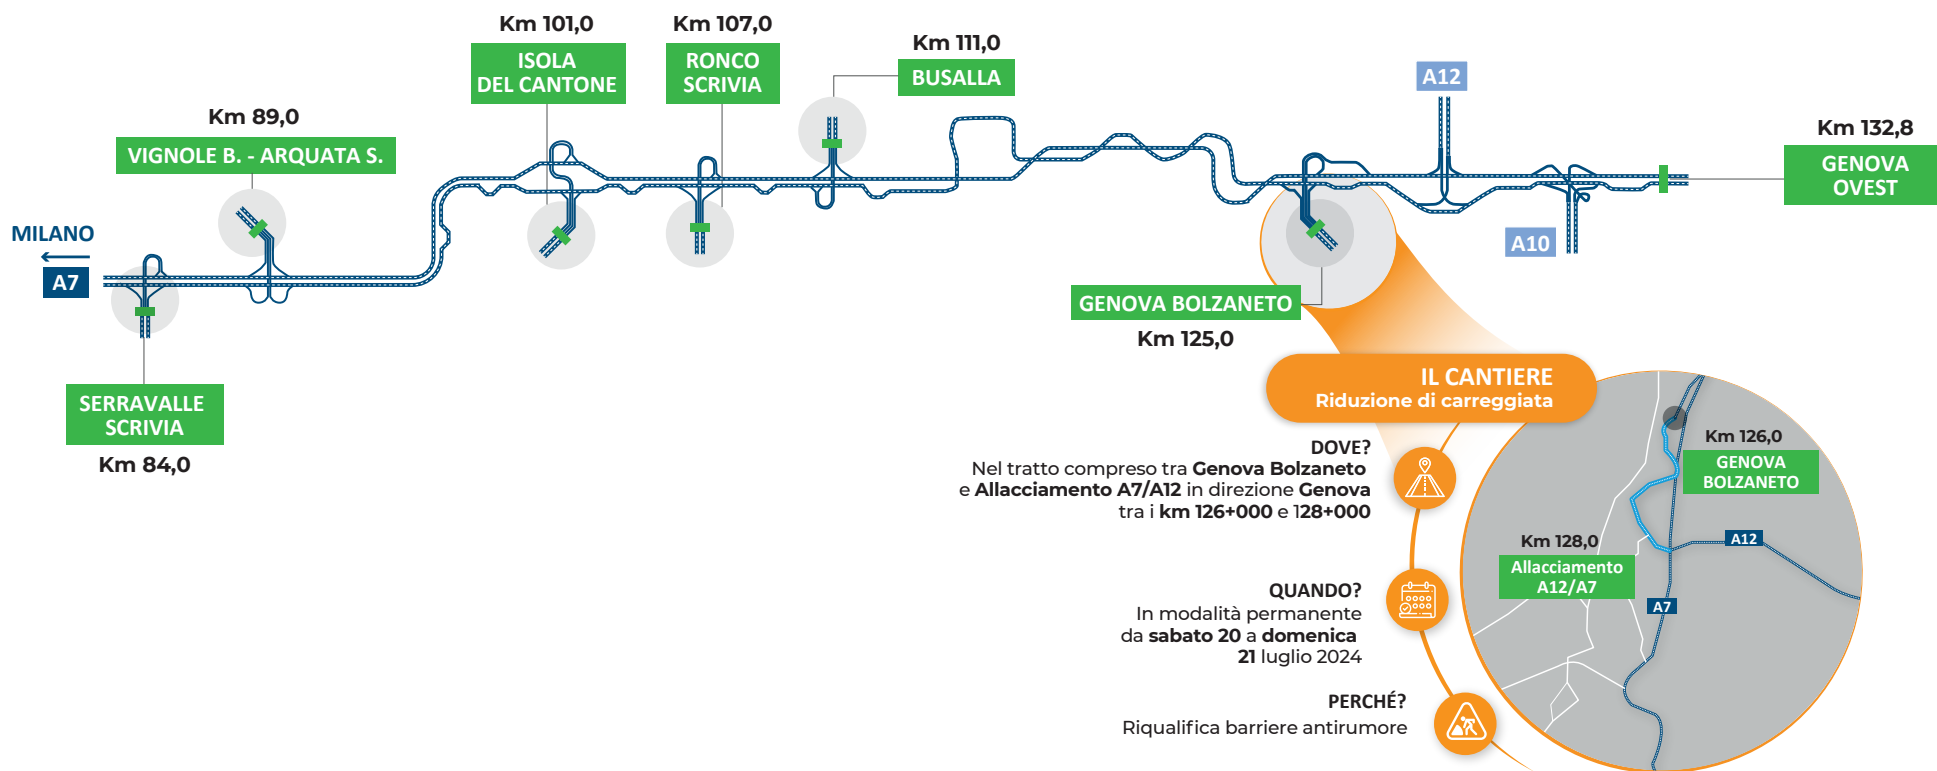 Km 101,0
ISOLA
DEL CANTONE
Km 107,0
RONCO
SCRIVIA
Km 111,0
BUSALLA
Km 89,0
VIGNOLE B. - ARQUATA S.
A12
Km 132,8
GENOVA
OVEST
MILANO
A7
A10
GENOVA BOLZANETO
Km 125,0
SERRAVALLE
SCRIVIA
Km 84,0
IL CANTIERE
Riduzione di carreggiata
DOVE?
Nel tratto compreso tra Genova Bolzaneto
e Allacciamento A7/A12 in direzione Genova
tra i km 126+000 e 128+000
QUANDO?
In modalità permanente
da sabato 20 a domenica
21 luglio 2024
PERCHÉ?
Riqualifica barriere antirumore
Km 126,0
GENOVA
BOLZANETO
Km 128,0
Allacciamento
A12/A7
A12
A7